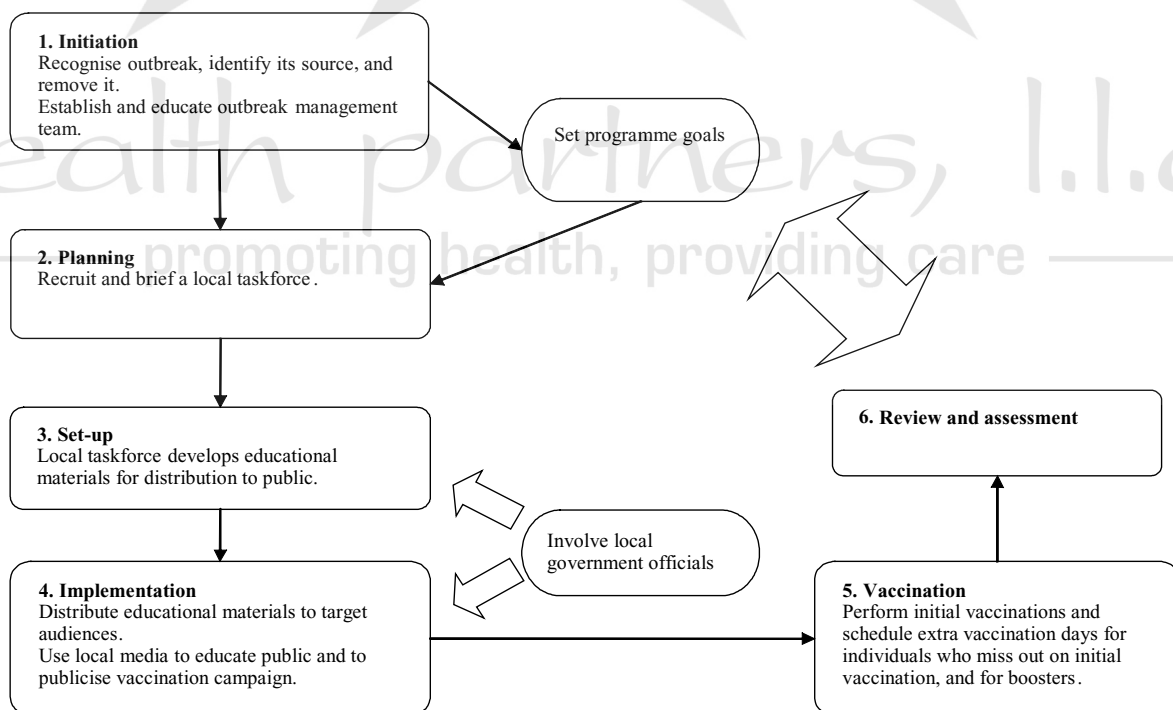 1. Initiation
Recognise outbreak, identify its source, and
remove it.
Establish and educate outbreak management
team.
Set programme goals
health partners, l.l.c
promoting health, providing care
2. Planning
Recruit and brief a local taskforce.
3. Set-up
Local taskforce develops educational
materials for distribution to public.
6. Review and assessment
Involve local
government officials
4. Implementation
Distribute educational materials to target
audiences.
Use local media to educate public and to
publicise vaccination campaign.
5. Vaccination
Perform initial vaccinations and
schedule extra vaccination days for
individuals who miss out on initial
vaccination, and for boosters.